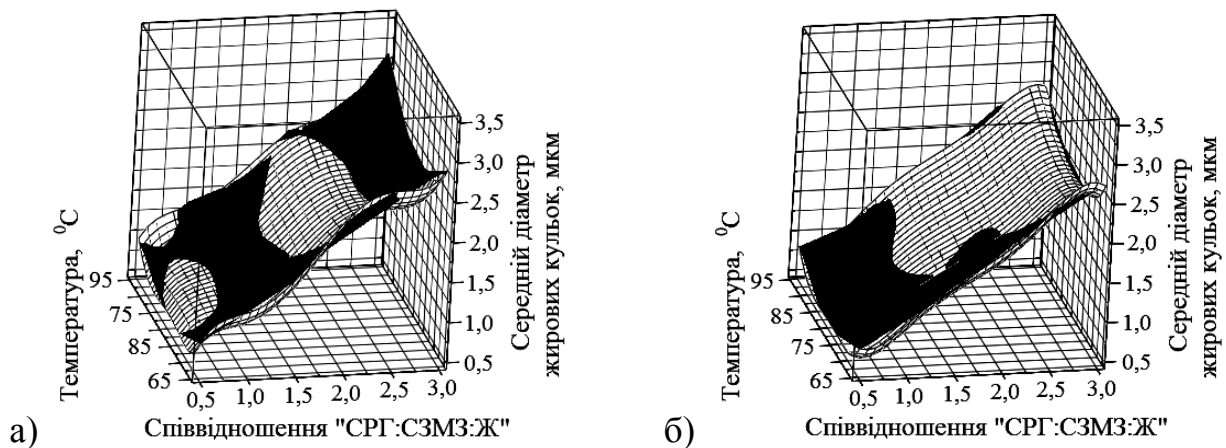 95
75
85
65
Температура, ⁰C
0,5 1,0 1,5 2,0 2,5 3,0
Співвідношення "СРГ:СЗМЗ:Ж"
3,5
3,0
2,5
2,0
1,5
1,0
0,5
Середній діаметр
жирових кульок, мкм
а)
95
85
75
65
Температура, ⁰C
0,5 1,0 1,5 2,0 2,5 3,0
Співвідношення "СРГ:СЗМЗ:Ж"
3,5
3,0
2,5
2,0
1,5
1,0
0,5
Середній діаметр
жирових кульок, мкм
б)